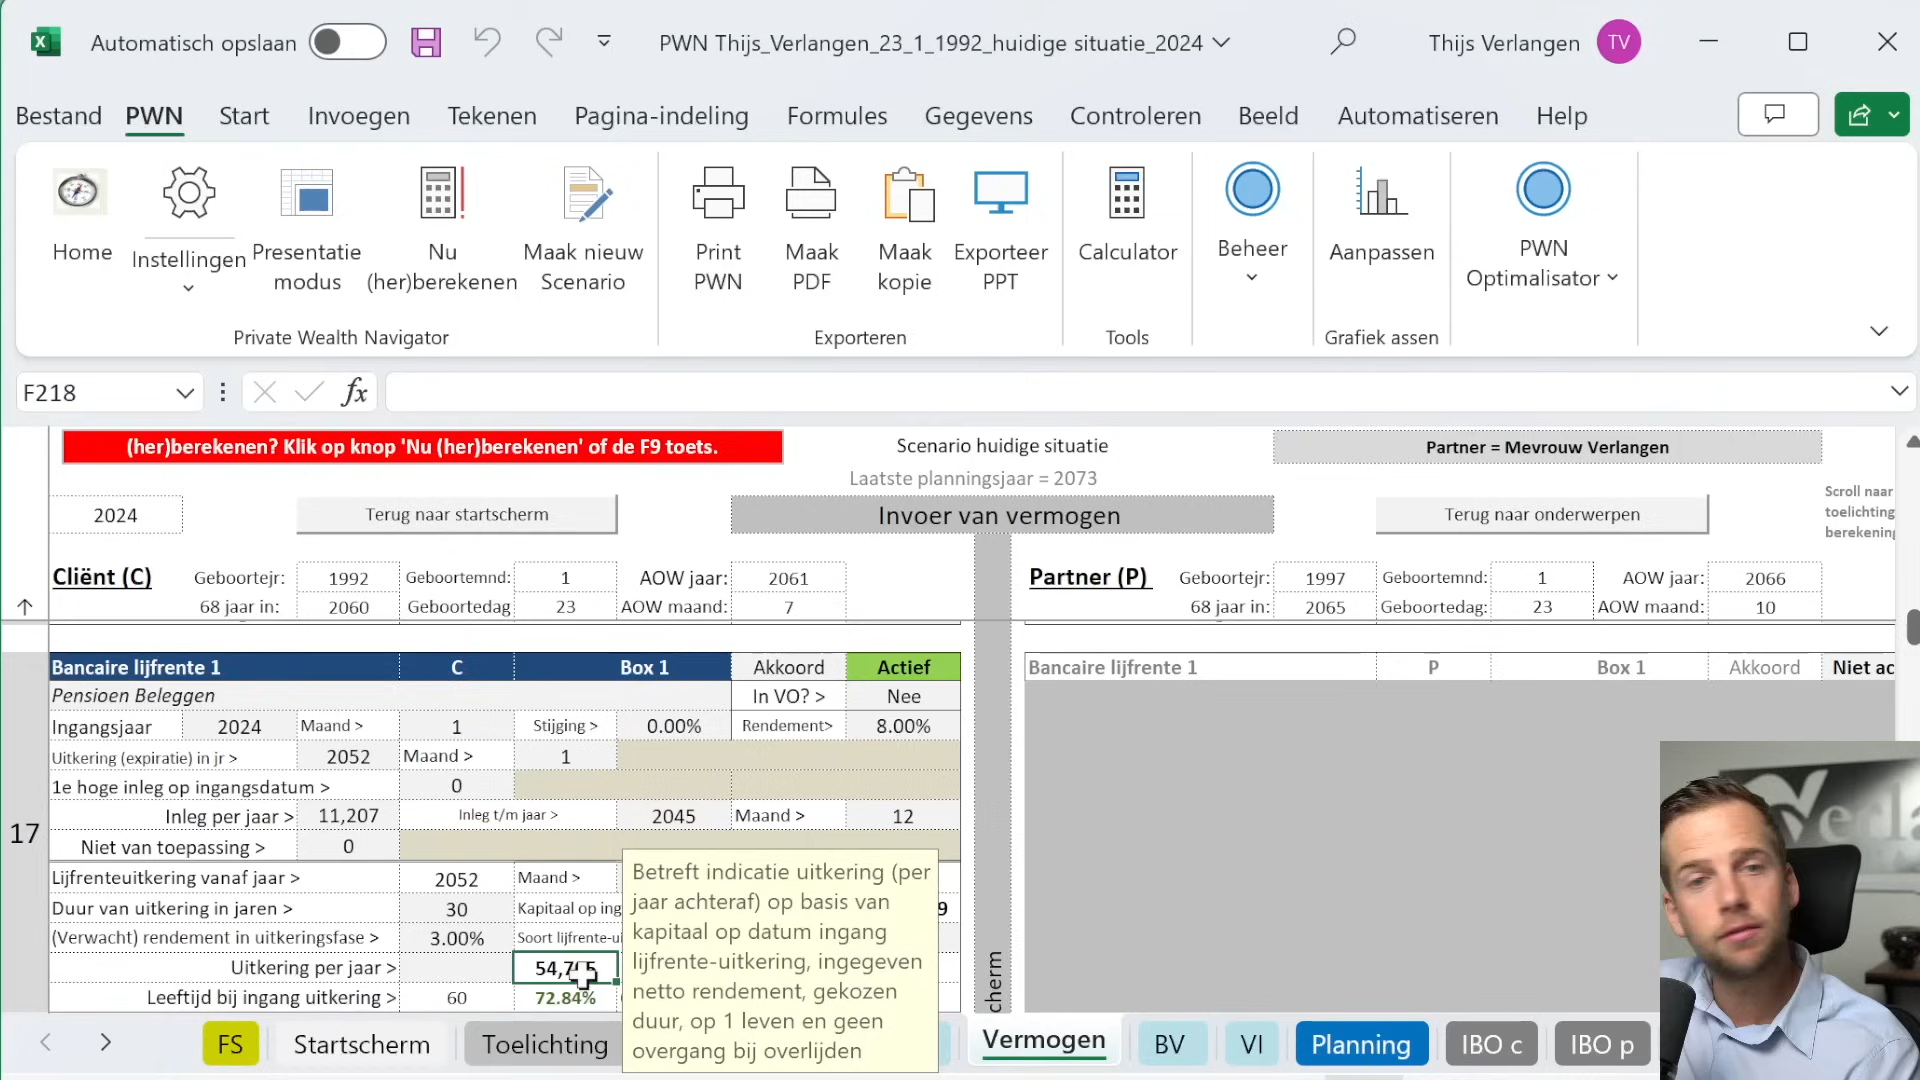 Automatisch opslaan
PWN Thijs_Verlangen_23_1_1992_huidige situatie_2024
Thijs Verlangen TV
Bestand PWN Start Invoegen Tekenen Pagina-indeling Formules Gegevens Controleren Beeld Automatiseren Help
Home
Instellingen
Presentatie modus
Nu (her)berekenen
Maak nieuw Scenario
Private Wealth Navigator
Print PWN
Maak PDF
Maak kopie
Exporteer PPT
Exporteren
Calculator
Tools
Beheer
Aanpassen
Grafiek assen
PWN Optimalisator
F218
fx
(her)berekenen? Klik op knop 'Nu (her)berekenen' of de F9 toets.
Scenario huidige situatie
Partner = Mevrouw Verlangen
Laatste planningsjaar = 2073
2024
Terug naar startscherm
Invoer van vermogen
Terug naar onderwerpen
Scroll naar
toelichting
berekening
Cliënt (C) Geboortejr: 1992 Geboortemnd: 1 AOW jaar: 2061
68 jaar in: 2060 Geboortedag 23 AOW maand: 7
Partner (P) Geboortejr: 1997 Geboortemnd: 1 AOW jaar: 2066
68 jaar in: 2065 Geboortedag: 23 AOW maand: 10
Bancaire lijfrente 1 C Box 1 Akkoord Actief
Pensioen Beleggen In VO? > Nee
Ingangsjaar 2024 Maand > 1 Stijging > 0.00% Rendement> 8.00%
Uitkering (expiratie) in jr > 2052 Maand > 1
1e hoge inleg op ingangsdatum > 0
Inleg per jaar > 11,207 Inleg t/m jaar > 2045 Maand > 12
17
Niet van toepassing > 0
Lijfrenteuitkering vanaf jaar > 2052 Maand >
Duur van uitkering in jaren > 30 Kapitaal op ing 9
(Verwacht) rendement in uitkeringsfase > 3.00% Soort lijfrente-ui
Uitkering per jaar >
Leeftijd bij ingang uitkering > 60 72.84%
Bancaire lijfrente 1 P Box 1 Akkoord Niet ac
Betreft indicatie uitkering (per
jaar achteraf) op basis van
kapitaal op datum ingang
lijfrente-uitkering, ingegeven
netto rendement, gekozen
duur, op 1 leven en geen
overgang bij overlijden
cherm
FS Startscherm Toelichting Vermogen BV VI Planning IBO c IBO p